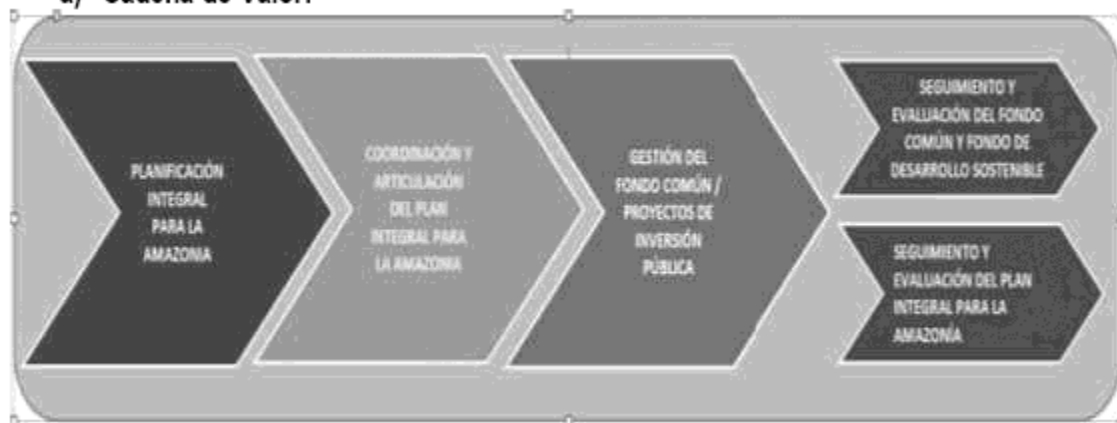 a) Cadena de Valor:
PLANIFICACIÓN
INTEGRAL
PARA LA
AMAZONIA
COORDINACIÓN Y
ARTICULACIÓN
DEL PLAN
INTEGRAL PARA
LA AMAZONIA
GESTIÓN DEL
FONDO COMÚN /
PROYECTOS DE
INVERSIÓN
PÚBLICA
SEGUIMIENTO Y
EVALUACIÓN DEL FONDO
COMÚN Y FONDO DE
DESARROLLO SOSTENIBLE
SEGUIMIENTO Y
EVALUACIÓN DEL PLAN
INTEGRAL PARA LA
AMAZONÍA